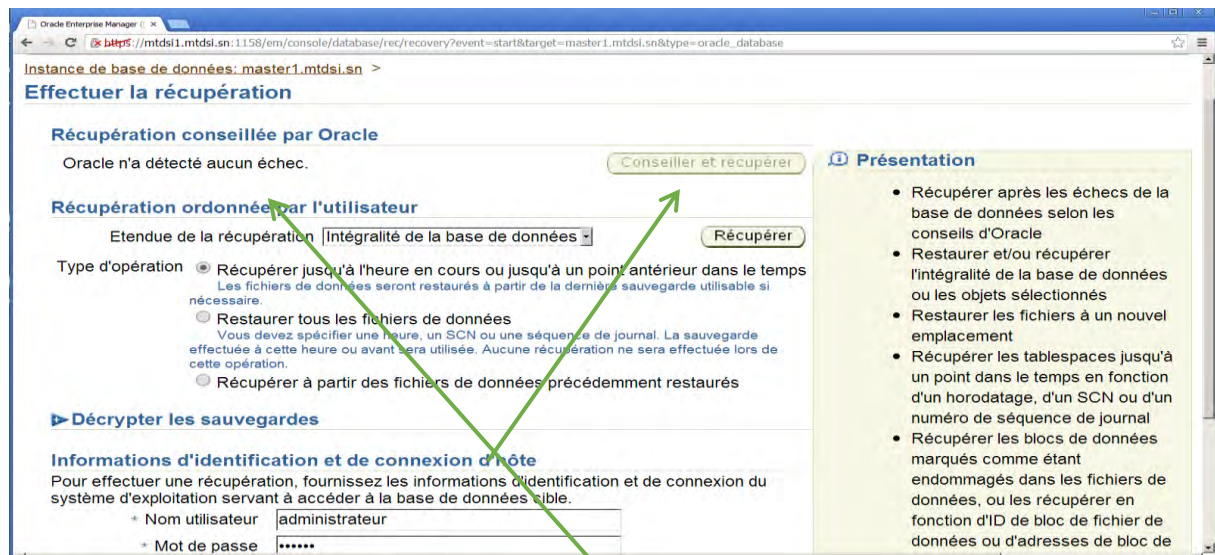 Oracle Enterprise Manager (
https://mtdsi1.mtdsi.sn:1158/em/console/database/rec/recovery?event=start&target=master1.mtdsi.sn&type=oracle_database
Instance de base de données: master1.mtdsi.sn >
Effectuer la récupération
Récupération conseillée par Oracle
Oracle n'a détecté aucun échec.
Conseiller et récupérer
Récupération ordonnée par l'utilisateur
Etendue de la récupération Intégralité de la base de données
Récupérer
Type d'opération
Récupérer jusqu'à l'heure en cours ou jusqu'à un point antérieur dans le temps
Les fichiers de données seront restaurés à partir de la dernière sauvegarde utilisable si
nécessaire.
Restaurer tous les fichiers de données
Vous devez spécifier une heure, un SCN ou une séquence de journal. La sauvegarde
effectuée à cette heure ou avant sera utilisée. Aucune récupération ne sera effectuée lors de
cette opération.
Récupérer à partir des fichiers de données précédemment restaurés
Décrypter les sauvegardes
Informations d'identification et de connexion d'hôte
Pour effectuer une récupération, fournissez les informations d'identification et de connexion du
système d'exploitation servant à accéder à la base de données cible.
* Nom utilisateur administrateur
* Mot de passe ••••••
Présentation
• Récupérer après les échecs de la
base de données selon les
conseils d'Oracle
• Restaurer et/ou récupérer
l'intégralité de la base de données
ou les objets sélectionnés
• Restaurer les fichiers à un nouvel
emplacement
• Récupérer les tablespaces jusqu'à
un point dans le temps en fonction
d'un horodatage, d'un SCN ou d'un
numéro de séquence de journal
• Récupérer les blocs de données
marqués comme étant
endommagés dans les fichiers de
données, ou les récupérer en
fonction d'ID de bloc de fichier de
données ou d'adresses de bloc de